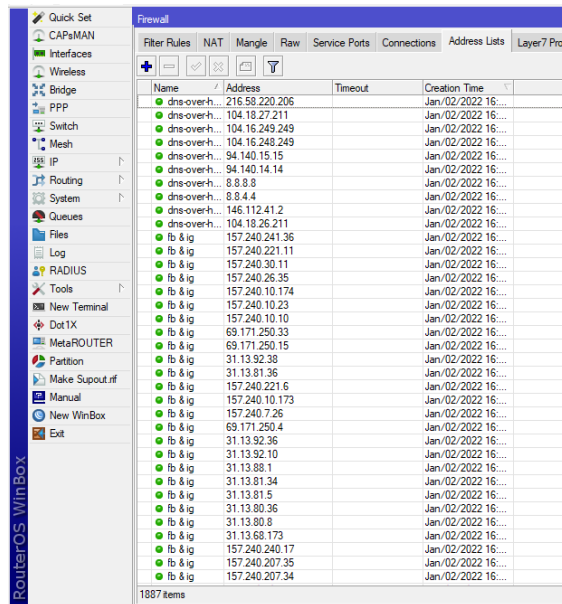 Quick Set
CAPsMAN
Interfaces
Wireless
Bridge
PPP
Switch
Mesh
IP
Routing
System
Queues
Files
Log
RADIUS
Tools
New Terminal
Dot1X
MetaROUTER
Partition
Make Supout.rif
Manual
New WinBox
Exit
RouterOS WinBox
Firewall
Filter Rules NAT Mangle Raw Service Ports Connections Address Lists Layer7 Pro
Name Address Timeout Creation Time
dns-over-h... 216.58.220.206 Jan/02/2022 16:...
dns-over-h... 104.18.27.211 Jan/02/2022 16:...
dns-over-h... 104.16.249.249 Jan/02/2022 16:...
dns-over-h... 104.16.248.249 Jan/02/2022 16:...
dns-over-h... 94.140.15.15 Jan/02/2022 16:...
dns-over-h... 94.140.14.14 Jan/02/2022 16:...
dns-over-h... 8.8.8.8 Jan/02/2022 16:...
dns-over-h... 8.8.4.4 Jan/02/2022 16:...
dns-over-h... 146.112.41.2 Jan/02/2022 16:...
dns-over-h... 104.18.26.211 Jan/02/2022 16:...
fb & ig 157.240.241.36 Jan/02/2022 16:...
fb & ig 157.240.221.11 Jan/02/2022 16:...
fb & ig 157.240.30.11 Jan/02/2022 16:...
fb & ig 157.240.26.35 Jan/02/2022 16:...
fb & ig 157.240.10.174 Jan/02/2022 16:...
fb & ig 157.240.10.23 Jan/02/2022 16:...
fb & ig 157.240.10.10 Jan/02/2022 16:...
fb & ig 69.171.250.33 Jan/02/2022 16:...
fb & ig 69.171.250.15 Jan/02/2022 16:...
fb & ig 31.13.92.38 Jan/02/2022 16:...
fb & ig 31.13.81.36 Jan/02/2022 16:...
fb & ig 157.240.221.6 Jan/02/2022 16:...
fb & ig 157.240.10.173 Jan/02/2022 16:...
fb & ig 157.240.7.26 Jan/02/2022 16:...
fb & ig 69.171.250.4 Jan/02/2022 16:...
fb & ig 31.13.92.36 Jan/02/2022 16:...
fb & ig 31.13.92.10 Jan/02/2022 16:...
fb & ig 31.13.88.1 Jan/02/2022 16:...
fb & ig 31.13.81.34 Jan/02/2022 16:...
fb & ig 31.13.81.5 Jan/02/2022 16:...
fb & ig 31.13.80.36 Jan/02/2022 16:...
fb & ig 31.13.80.8 Jan/02/2022 16:...
fb & ig 31.13.68.173 Jan/02/2022 16:...
fb & ig 157.240.240.17 Jan/02/2022 16:...
fb & ig 157.240.207.35 Jan/02/2022 16:...
fb & ig 157.240.207.34 Jan/02/2022 16:...
1887 items